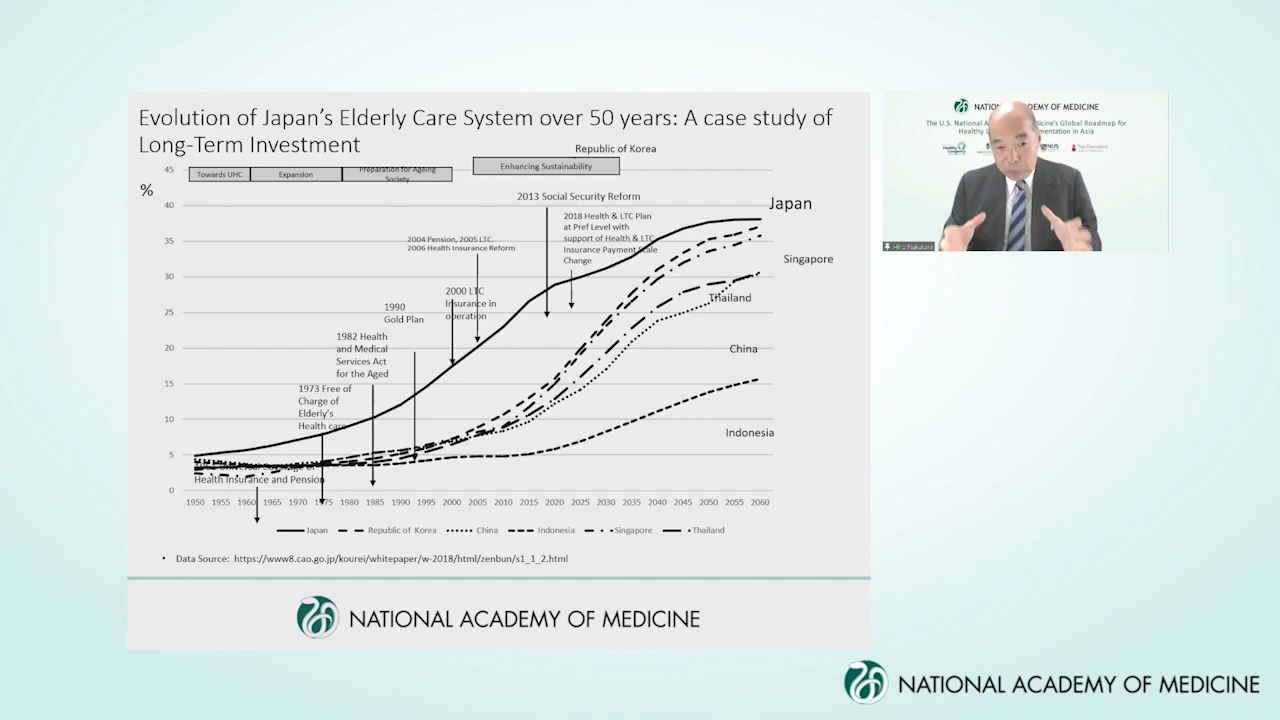 Evolution of Japan's Elderly Care System over 50 years: A case study of
Long-Term Investment
Republic of Korea
Towards UHC
Expansion
Preparation for Ageing
Society
Enhancing Sustainability
%
45
40
35
30
25
20
15
10
5
0
2013 Social Security Reform
2018 Health & LTC Plan
at Pref Level with
support of Health & LTC
Insurance Payment Scale
Change
2004 Pension, 2005 LTC.
2006 Health Insurance Reform
2000 LTC
Insurance in
operation
1990
Gold Plan
1982 Health
and Medical
Services Act
for the Aged
1973 Free of
Charge of
Elderly's
Health care
Universal Coverage of
Health Insurance and Pension
Japan
Singapore
Thailand
China
Indonesia
1950 1955 1960 1965 1970 1975 1980 1985 1990 1995 2000 2005 2010 2015 2020 2025 2030 2035 2040 2045 2050 2055 2060
Japan Republic of Korea China Indonesia Singapore Thailand
• Data Source: https://www8.cao.go.jp/kourei/whitepaper/w-2018/html/zenbun/s1_1_2.html
NATIONAL ACADEMY OF MEDICINE
DEMY OF MEDICINE
The U.S. National
dicine's Global Roadmap for
Healthy
mentation in Asia
Hiro Nakatani
NATIONAL ACADEMY OF MEDICINE